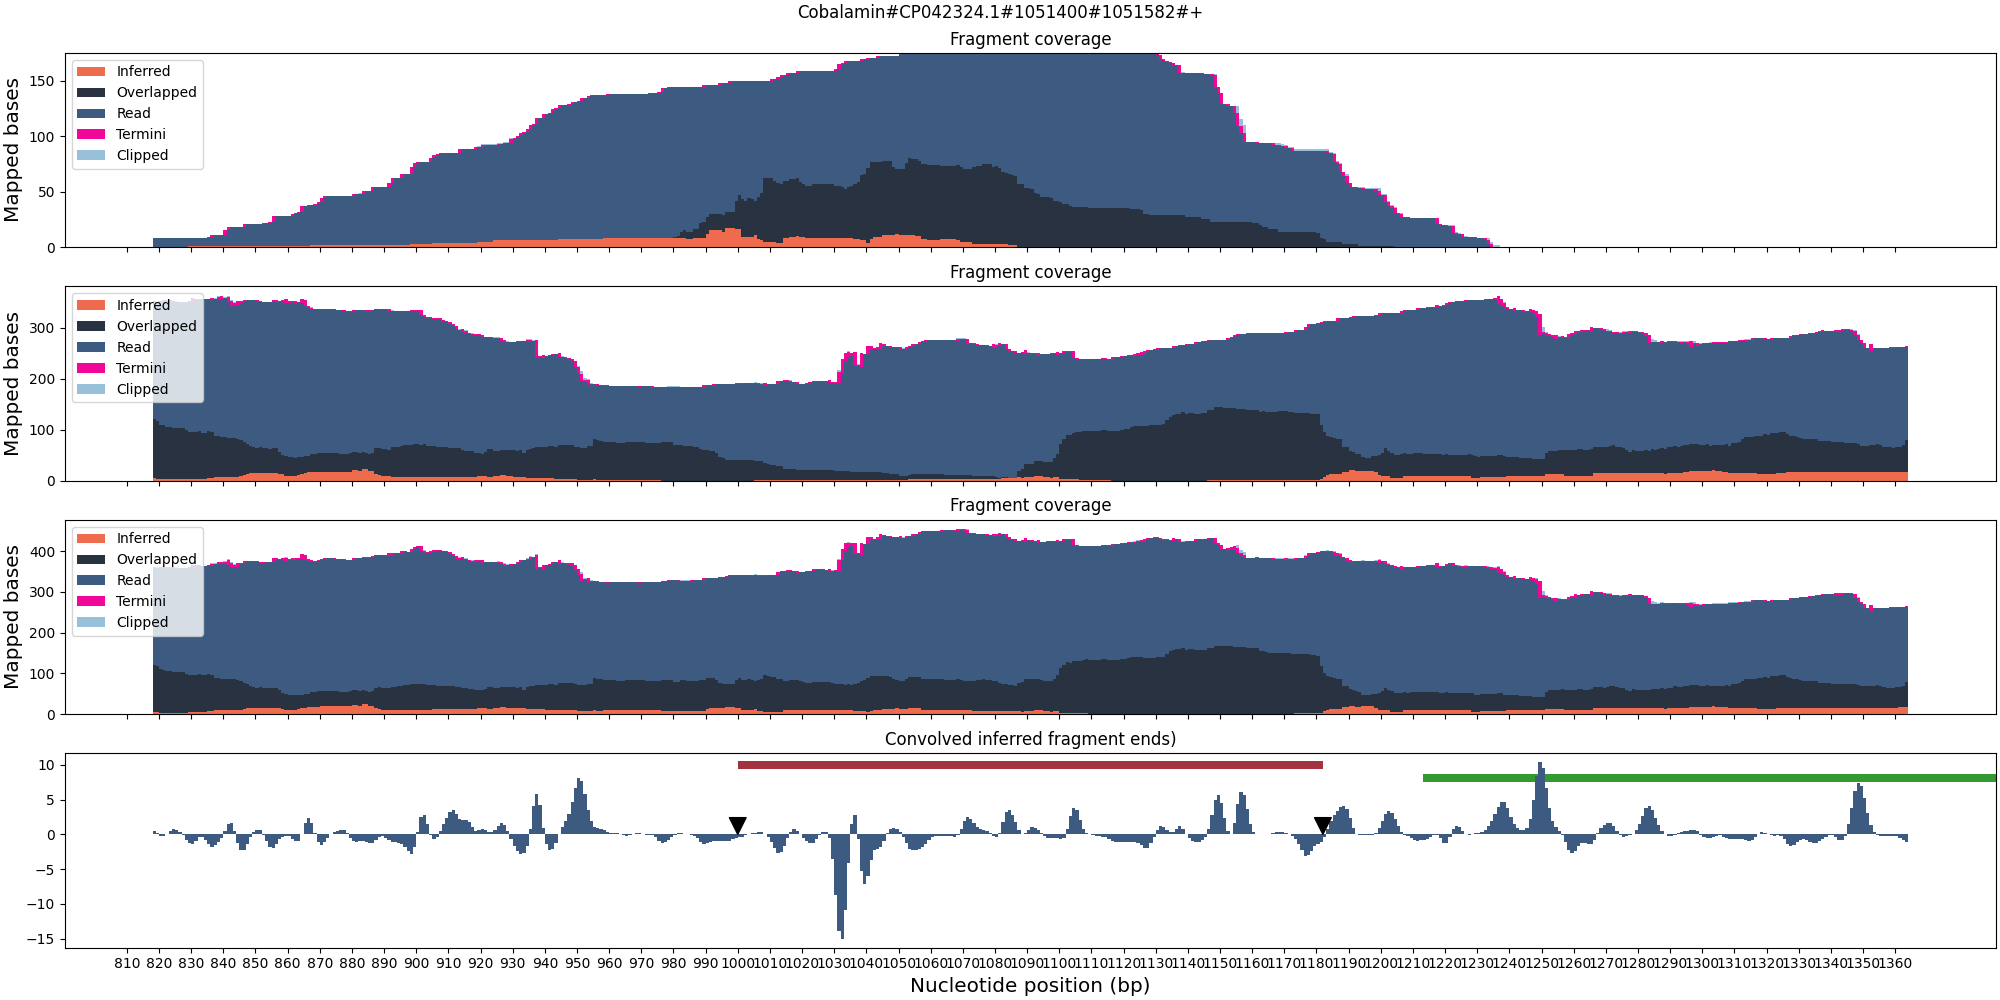 Cobalamin#CP042324.1#1051400#1051582#+
Fragment coverage
Mapped bases
150
100
50
0
Inferred
Overlapped
Read
Termini
Clipped
Fragment coverage
Mapped bases
300
200
100
0
Inferred
Overlapped
Read
Termini
Clipped
Fragment coverage
Mapped bases
400
300
200
100
0
Inferred
Overlapped
Read
Termini
Clipped
Convolved inferred fragment ends)
10
5
0
−5
−10
−15
810 820 830 840 850 860 870 880 890 900 910 920 930 940 950 960 970 980 990 1000 1010 1020 1030 1040 1050 1060 1070 1080 1090 1100 1110 1120 1130 1140 1150 1160 1170 1180 1190 1200 1210 1220 1230 1240 1250 1260 1270 1280 1290 1300 1310 1320 1330 1340 1350 1360
Nucleotide position (bp)